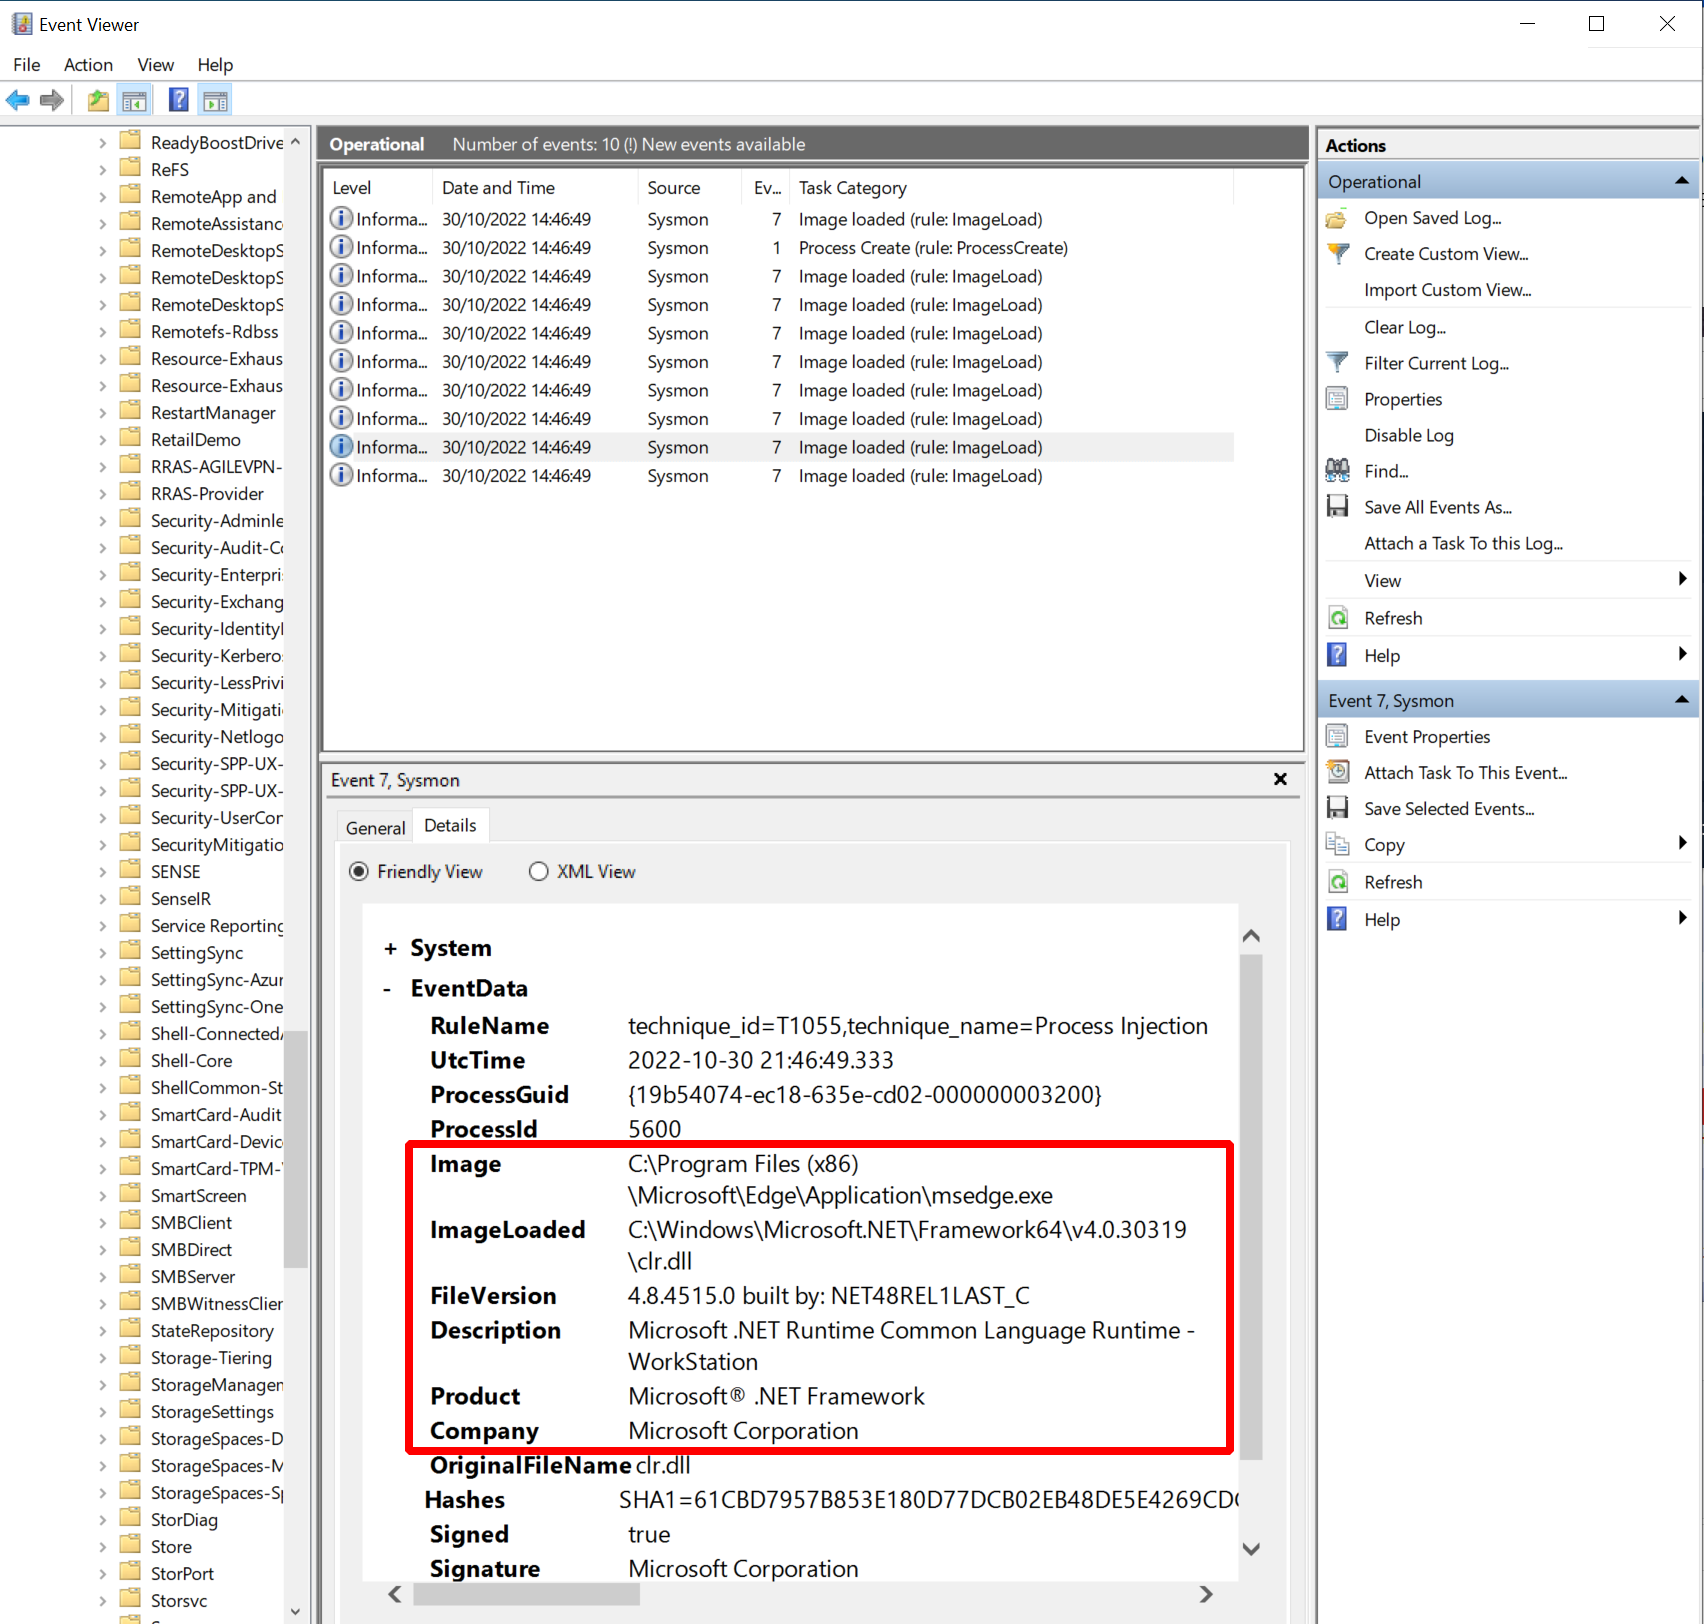 Event Viewer
File Action View Help
ReadyBoostDrive
ReFS
RemoteApp and
RemoteAssistanc
RemoteDesktopS
RemoteDesktopS
RemoteDesktopS
Remotefs-Rdbss
Resource-Exhaus
Resource-Exhaus
RestartManager
RetailDemo
RRAS-AGILEVPN-
RRAS-Provider
Security-Adminle
Security-Audit-Co
Security-Enterpri
Security-Exchang
Security-Identityl
Security-Kerbero
Security-LessPrivi
Security-Mitigati
Security-Netlogo
Security-SPP-UX-
Security-SPP-UX-
Security-UserCon
SecurityMitigatio
SENSE
SenseIR
Service Reporting
SettingSync
SettingSync-Azur
SettingSync-One
Shell-ConnectedA
Shell-Core
ShellCommon-St
SmartCard-Audit
SmartCard-Devic
SmartCard-TPM-
SmartScreen
SMBClient
SMBDirect
SMBServer
SMBWitnessClier
StateRepository
Storage-Tiering
StorageManagen
StorageSettings
StorageSpaces-D
StorageSpaces-M
StorageSpaces-Sp
StorDiag
Store
StorPort
Storsvc
Operational Number of events: 10 (!) New events available
Level Date and Time Source Ev... Task Category
Informa... 30/10/2022 14:46:49 Sysmon 7 Image loaded (rule: ImageLoad)
Informa... 30/10/2022 14:46:49 Sysmon 1 Process Create (rule: ProcessCreate)
Informa... 30/10/2022 14:46:49 Sysmon 7 Image loaded (rule: ImageLoad)
Informa... 30/10/2022 14:46:49 Sysmon 7 Image loaded (rule: ImageLoad)
Informa... 30/10/2022 14:46:49 Sysmon 7 Image loaded (rule: ImageLoad)
Informa... 30/10/2022 14:46:49 Sysmon 7 Image loaded (rule: ImageLoad)
Informa... 30/10/2022 14:46:49 Sysmon 7 Image loaded (rule: ImageLoad)
Informa... 30/10/2022 14:46:49 Sysmon 7 Image loaded (rule: ImageLoad)
Informa... 30/10/2022 14:46:49 Sysmon 7 Image loaded (rule: ImageLoad)
Informa... 30/10/2022 14:46:49 Sysmon 7 Image loaded (rule: ImageLoad)
Event 7, Sysmon
General Details
Friendly View XML View
+ System
- EventData
RuleName technique_id=T1055,technique_name=Process Injection
UtcTime 2022-10-30 21:46:49.333
ProcessGuid {19b54074-ec18-635e-cd02-000000003200}
ProcessId 5600
Image C:\Program Files (x86)
\Microsoft\Edge\Application\msedge.exe
ImageLoaded C:\Windows\Microsoft.NET\Framework64\v4.0.30319
\clr.dll
FileVersion 4.8.4515.0 built by: NET48REL1LAST_C
Description Microsoft .NET Runtime Common Language Runtime -
WorkStation
Product Microsoft® .NET Framework
Company Microsoft Corporation
OriginalFileName clr.dll
Hashes SHA1=61CBD7957B853E180D77DCB02EB48DE5E4269CDC
Signed true
Signature Microsoft Corporation
Actions
Operational
Open Saved Log...
Create Custom View...
Import Custom View...
Clear Log...
Filter Current Log...
Properties
Disable Log
Find...
Save All Events As...
Attach a Task To this Log...
View
Refresh
Help
Event 7, Sysmon
Event Properties
Attach Task To This Event...
Save Selected Events...
Copy
Refresh
Help